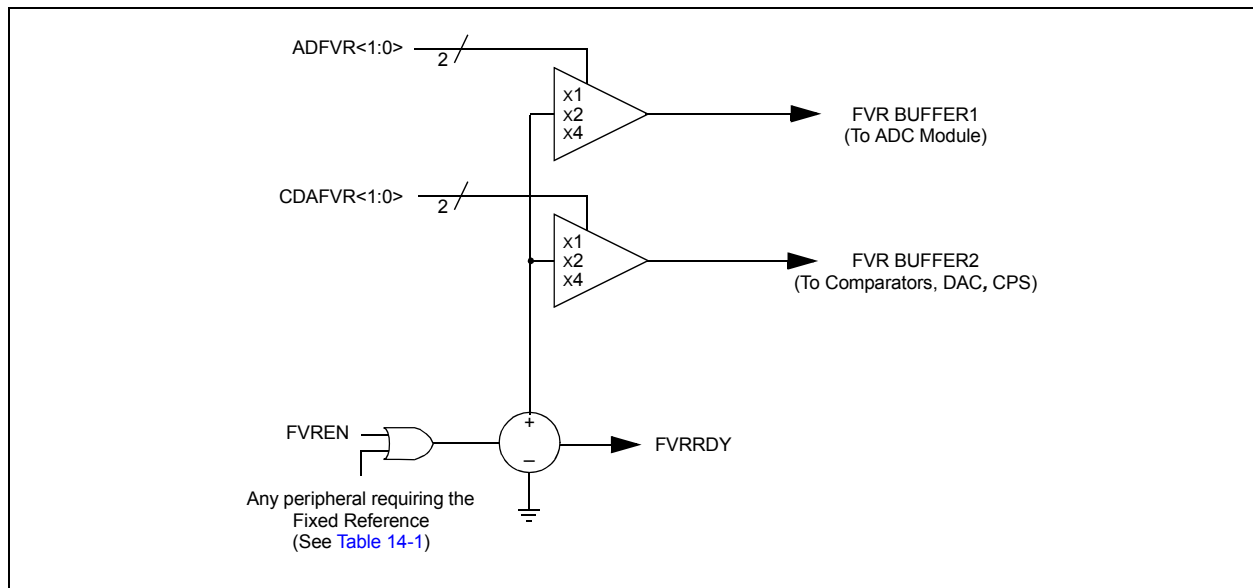 ADFVR<1:0>
2
x1
x2
x4
FVR BUFFER1
(To ADC Module)
CDAFVR<1:0>
2
x1
x2
x4
FVR BUFFER2
(To Comparators, DAC, CPS)
+
–
FVREN
FVRRDY
Any peripheral requiring the
Fixed Reference
(See Table 14-1)